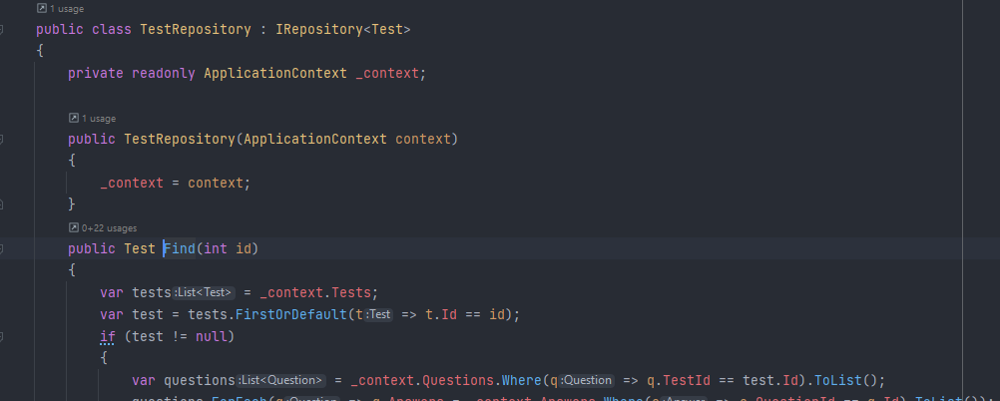 1 usage
public class TestRepository : IRepository<Test>
{
private readonly ApplicationContext _context;
1 usage
public TestRepository(ApplicationContext context)
{
_context = context;
}
0+22 usages
public Test Find(int id)
{
var tests :List<Test> = _context.Tests;
var test = tests.FirstOrDefault(t :Test => t.Id == id);
if (test != null)
{
var questions :List<Question> = _context.Questions.Where(q :Question => q.TestId == test.Id).ToList();
questions.ForEach(q :Question => q.Answers = _context.Answers.Where(a :Answer => a.QuestionId == q.Id).ToList());